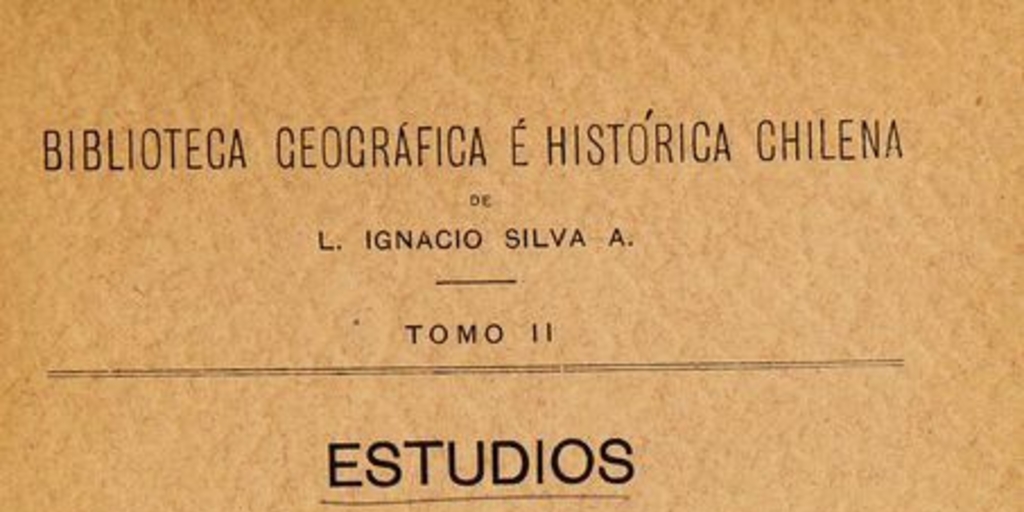 BIBLIOTECA GEOGRÁFICA É HISTÓRICA CHILENA
DE
L. IGNACIO SILVA A.
TOMO II
ESTUDIOS